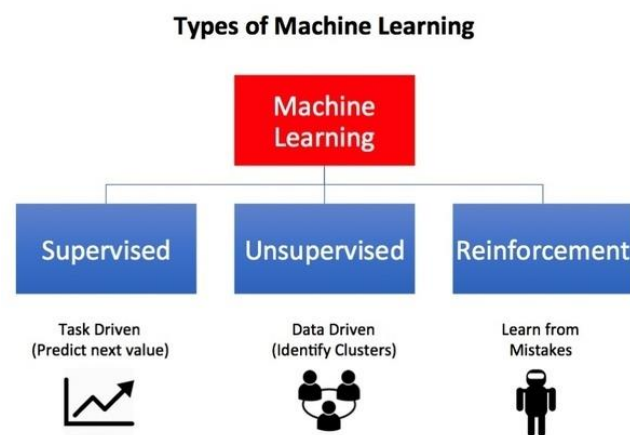 Types of Machine Learning
Machine
Learning
Supervised
Unsupervised
Reinforcement
Task Driven
(Predict next value)
Data Driven
(Identify Clusters)
Learn from
Mistakes